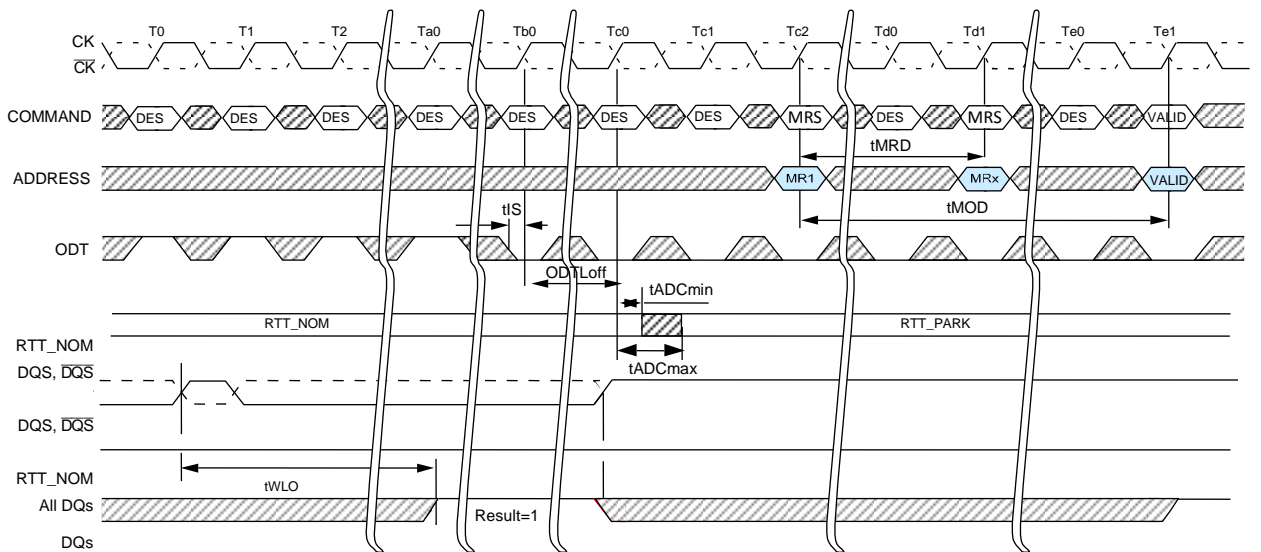 T0 T1 T2 Ta0 Tb0 Tc0 Tc1 Tc2 Td0 Td1 Te0 Te1
CK
CK
COMMAND DES DES DES DES DES DES DES MRS DES MRS DES VALID
tMRD
ADDRESS MR1 MRx VALID
tIS tMOD
ODT
ODTLoff
tADCmin
RTT_NOM RTT_PARK
RTT_NOM
tADCmax
DQS, DQS
DQS, DQS
RTT_NOM
tWLO
All DQs
Result=1
DQs